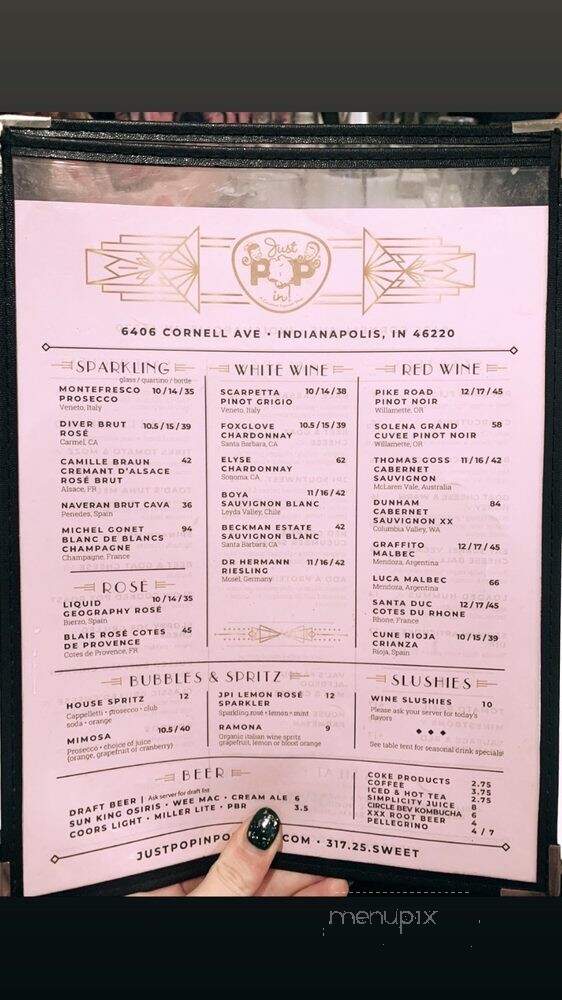 Just
POP
in!
6406 CORNELL AVE • INDIANAPOLIS, IN 46220
SPARKLING
glass / quartino / bottle
MONTEFRESCO 10/14/35
PROSECCO
Veneto, Italy
DIVER BRUT 10.5/15/39
ROSÉ
Carmel, CA
CAMILLE BRAUN 42
CREMANT D'ALSACE
ROSÉ BRUT
Alsace, FR
NAVERAN BRUT CAVA 36
Penedes, Spain
MICHEL GONET 94
BLANC DE BLANCS
CHAMPAGNE
Champagne, France
ROSÉ
LIQUID 10/14/35
GEOGRAPHY ROSÉ
Bierzo, Spain
BLAIS ROSÉ COTES 45
DE PROVENCE
Cotes de Provence, FR
WHITE WINE
SCARPETTA 10/14/38
PINOT GRIGIO
Veneto, Italy
FOXGLOVE 10.5/15/39
CHARDONNAY
Santa Barbara, CA
ELYSE 62
CHARDONNAY
Sonoma, CA
BOYA 11/16/42
SAUVIGNON BLANC
Leyda Valley, Chile
BECKMAN ESTATE 42
SAUVIGNON BLANC
Santa Barbara, CA
DR HERMANN 11/16/42
RIESLING
Mosel, Germany
RED WINE
PIKE ROAD 12/17/45
PINOT NOIR
Willamette, OR
SOLENA GRAND 58
CUVEE PINOT NOIR
Willamette, OR
THOMAS GOSS 11/16/42
CABERNET
SAUVIGNON
McLaren Vale, Australia
DUNHAM 84
CABERNET
SAUVIGNON XX
Columbia Valley, WA
GRAFFITO 12/17/45
MALBEC
Mendoza, Argentina
LUCA MALBEC 66
Mendoza, Argentina
SANTA DUC 12/17/45
COTES DU RHONE
Rhone, France
CUNE RIOJA 10/15/39
CRIANZA
Rioja, Spain
BUBBLES & SPRITZ
HOUSE SPRITZ 12
Cappelletti • prosecco • club
soda • orange
MIMOSA 10.5/40
Prosecco • choice of juice
(orange, grapefruit or cranberry)
JPI LEMON ROSÉ 12
SPARKLER
Sparkling rosé • lemon • mint
RAMONA 9
Organic italian wine spritz
grapefruit, lemon or blood orange
SLUSHIES
WINE SLUSHIES 10
Please ask your server for today's
flavors
See table tent for seasonal drink specials!
BEER
DRAFT BEER | Ask server for draft list
SUN KING OSIRIS • WEE MAC • CREAM ALE 6
COORS LIGHT • MILLER LITE • PBR 3.5
COKE PRODUCTS 2.75
COFFEE 3.75
ICED & HOT TEA 2.75
SIMPLICITY JUICE 8
CIRCLE BEV KOMBUCHA 6
XXX ROOT BEER 4
PELLEGRINO 4/7
JUSTPOPINPO .COM • 317.25.SWEET
menupix